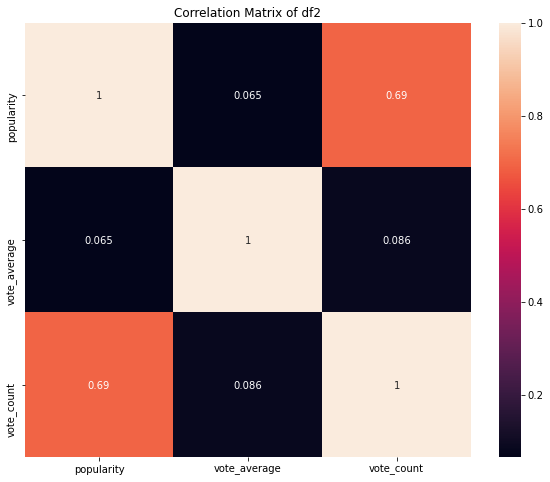 Correlation Matrix of df2
popularity
1
0.065
0.69
vote_average
0.065
1
0.086
vote_count
0.69
0.086
1
popularity
vote_average
vote_count
1.0
0.8
0.6
0.4
0.2